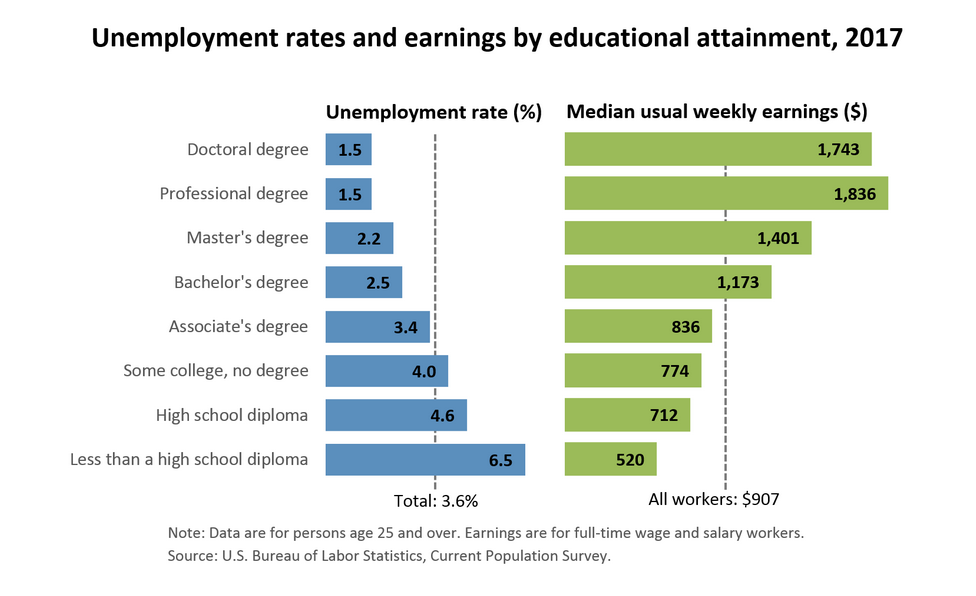 Unemployment rates and earnings by educational attainment, 2017
Unemployment rate (%) Median usual weekly earnings ($)
Doctoral degree 1.5 1,743
Professional degree 1.5 1,836
Master's degree 2.2 1,401
Bachelor's degree 2.5 1,173
Associate's degree 3.4 836
Some college, no degree 4.0 774
High school diploma 4.6 712
Less than a high school diploma 6.5 520
Total: 3.6% All workers: $907
Note: Data are for persons age 25 and over. Earnings are for full-time wage and salary workers.
Source: U.S. Bureau of Labor Statistics, Current Population Survey.